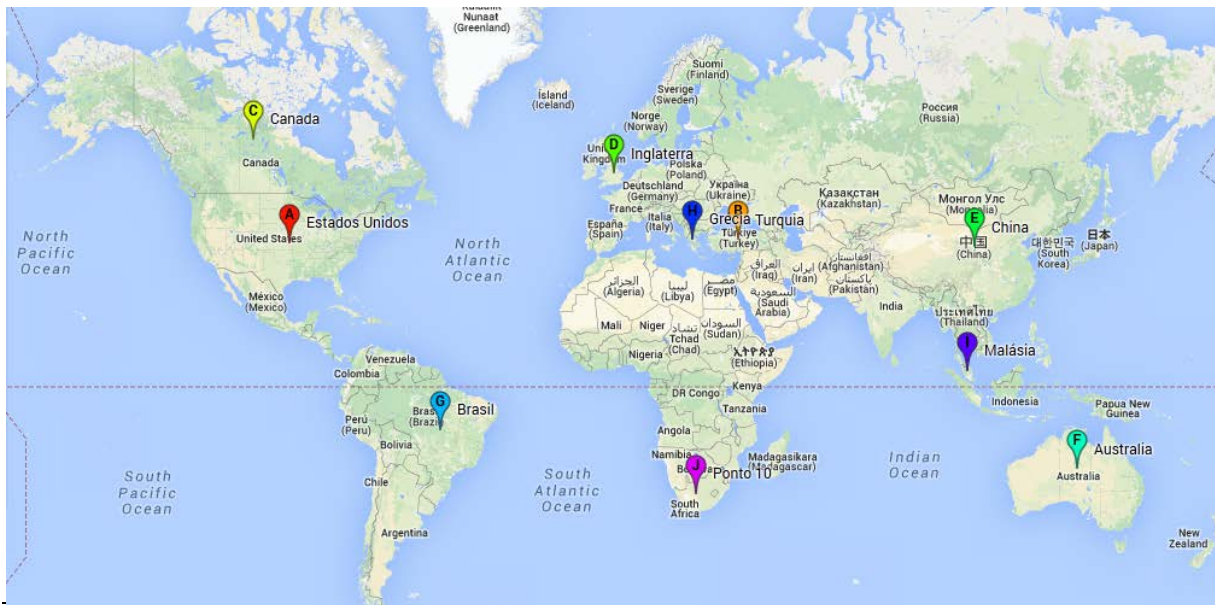 Nunaat
(Greenland)
Suomi
(Finland)
Ísland
(Iceland)
Sverige
(Sweden)
Norge
(Norway)
Россия
(Russia)
C
Canada
Canada
D
Inglaterra
United
Kingdom
Polska
(Poland)
Deutschland
(Germany)
Україна
(Ukraine)
Қазақстан
(Kazakhstan)
Монгол Улс
(Mongolia)
France
A
Estados Unidos
United States
H
Grecia
B
Turquia
E
China
España
(Spain)
Italia
(Italy)
Türkiye
(Turkey)
中国
(China)
대한민국
(South
Korea)
日本
(Japan)
North
Pacific
Ocean
North
Atlantic
Ocean
العراق
(Iraq)
ایران
(Iran)
افغانستان
(Afghanistan)
پاکستان
(Pakistan)
الجزائر
(Algeria)
ليبيا
(Libya)
مصر
(Egypt)
السعودية
(Saudi
Arabia)
México
(Mexico)
India
ประเทศไทย
(Thailand)
Mali
Niger
تشاد
Tchad
(Chad)
السودان
(Sudan)
Nigeria
ኢትዮጵያ
(Ethiopia)
I
Malásia
Venezuela
Colombia
DR Congo
Kenya
Indonesia
Papua New
Guinea
G
Brasil
Brasil
(Brazil)
Perú
(Peru)
Tanzania
Bolivia
Angola
F
Australia
Australia
Namibia
Madagasikara
(Madagascar)
J
Ponto 10
Indian
Ocean
South
Pacific
Ocean
Chile
South
Atlantic
Ocean
South
Africa
Argentina
New
Zealand